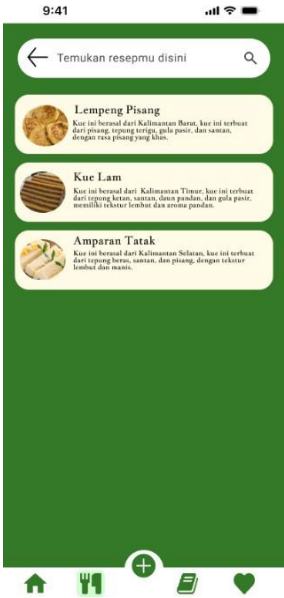 9:41
Temukan resepmu disini
Lempeng Pisang
Kue ini berasal dari Kalimantan Barat, kue ini terbuat
dari pisang, tepung terigu, gula pasir, dan santan,
dengan rasa pisang yang khas.
Kue Lam
Kue ini berasal dari Kalimantan Timur, kue ini terbuat
dari tepung ketan, santan, daun pandan, dan gula pasir,
memiliki tekstur lembut dan aroma pandan.
Amparan Tatak
Kue ini berasal dari Kalimantan Selatan, kue ini terbuat
dari tepung beras, santan, dan pisang, dengan tekstur
lembut dan manis.